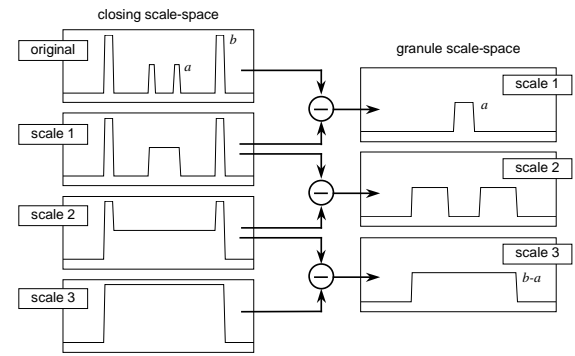 closing scale-space
original
b
a
scale 1
scale 2
scale 3
granule scale-space
scale 1
a
scale 2
scale 3
b-a